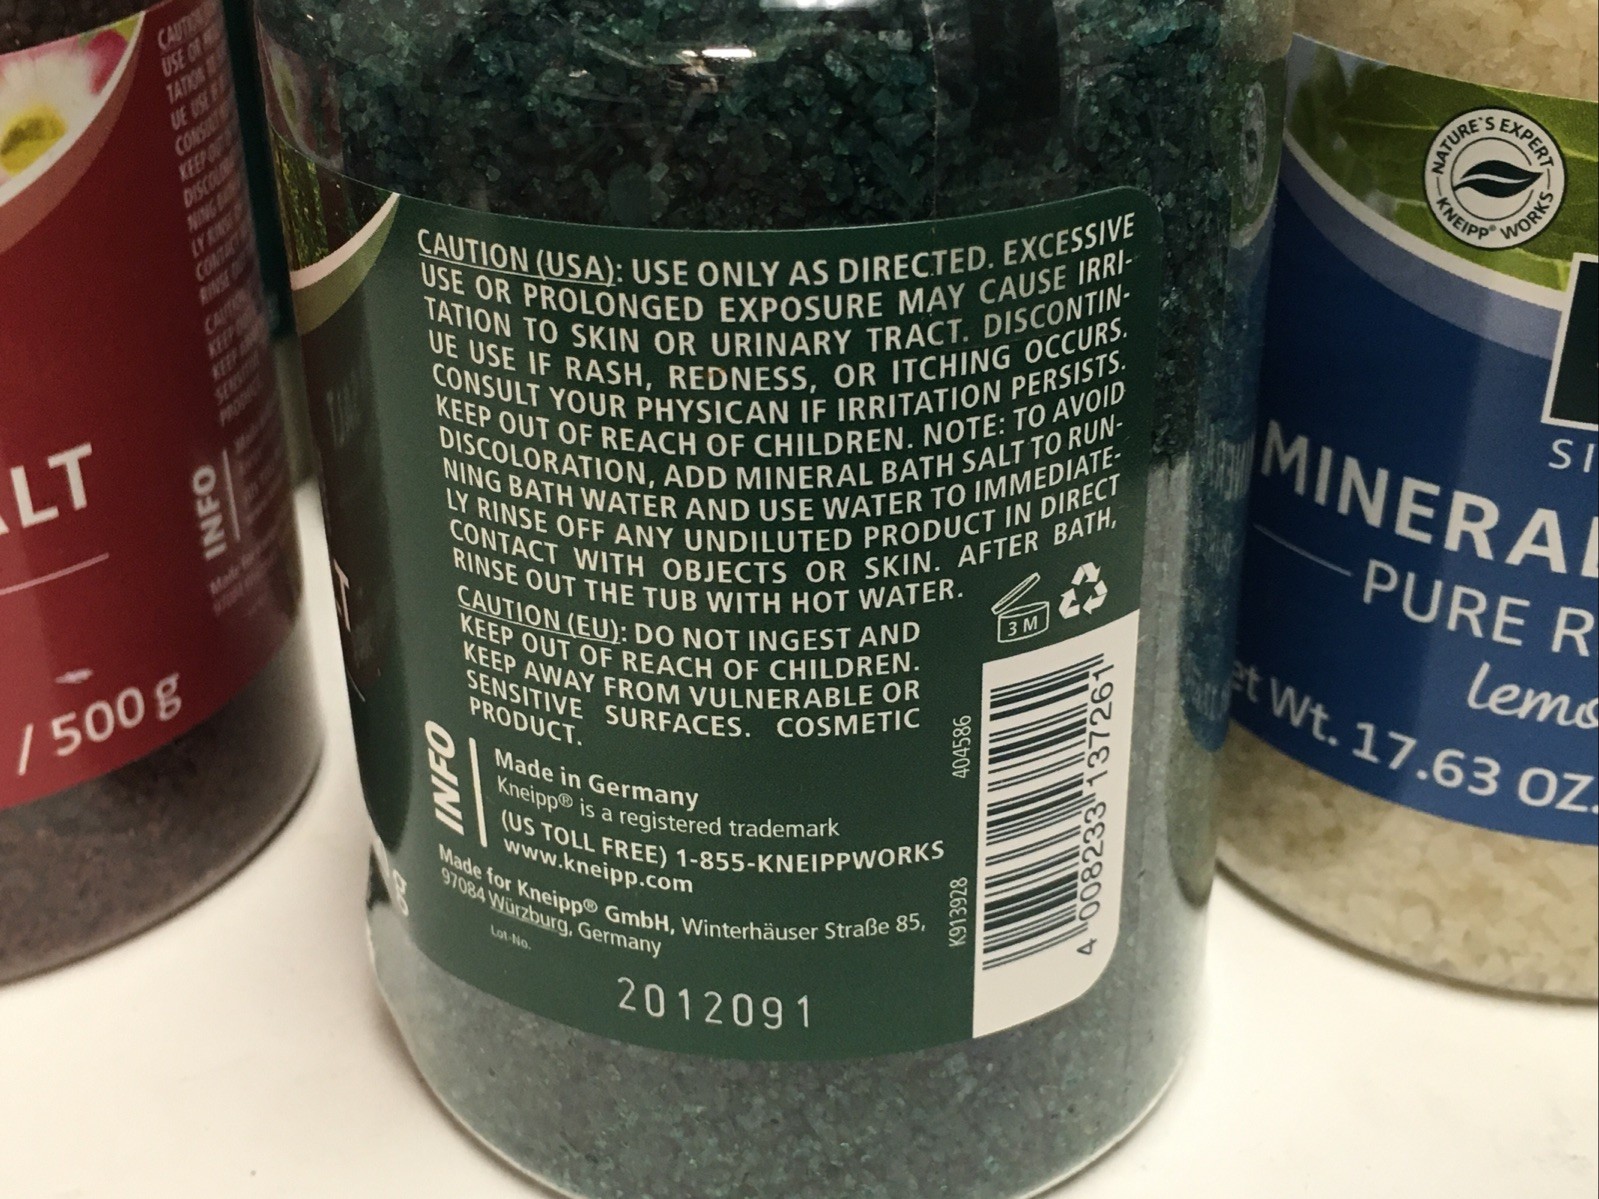 CAUTION (USA): USE ONLY AS DIRECTED. EXCESSIVE
USE OR PROLONGED EXPOSURE MAY CAUSE IRRI-
TATION TO SKIN OR URINARY TRACT. DISCONTIN-
UE USE IF RASH, REDNESS, OR ITCHING OCCURS.
CONSULT YOUR PHYSICAN IF IRRITATION PERSISTS.
KEEP OUT OF REACH OF CHILDREN. NOTE: TO AVOID
DISCOLORATION, ADD MINERAL BATH SALT TO RUN-
NING BATH WATER AND USE WATER TO IMMEDIATE-
LY RINSE OFF ANY UNDILUTED PRODUCT IN DIRECT
CONTACT WITH OBJECTS OR SKIN. AFTER BATH,
RINSE OUT THE TUB WITH HOT WATER.
CAUTION (EU): DO NOT INGEST AND
KEEP OUT OF REACH OF CHILDREN.
KEEP AWAY FROM VULNERABLE OR
SENSITIVE SURFACES. COSMETIC
PRODUCT.
3 M
INFO
Made in Germany
Kneipp® is a registered trademark
(US TOLL FREE) 1-855-KNEIPPWORKS
www.kneipp.com
Made for Kneipp® GmbH, Winterhäuser Straße 85,
97084 Würzburg, Germany
Lot-No.
2012091
404586
K913928
4 008233 137261
ALT
/ 500 g
INFO
NATURE'S EXPERT
KNEIPP® WORKS
SI
MINERAL
PURE R
lemo
et Wt. 17.63 OZ.